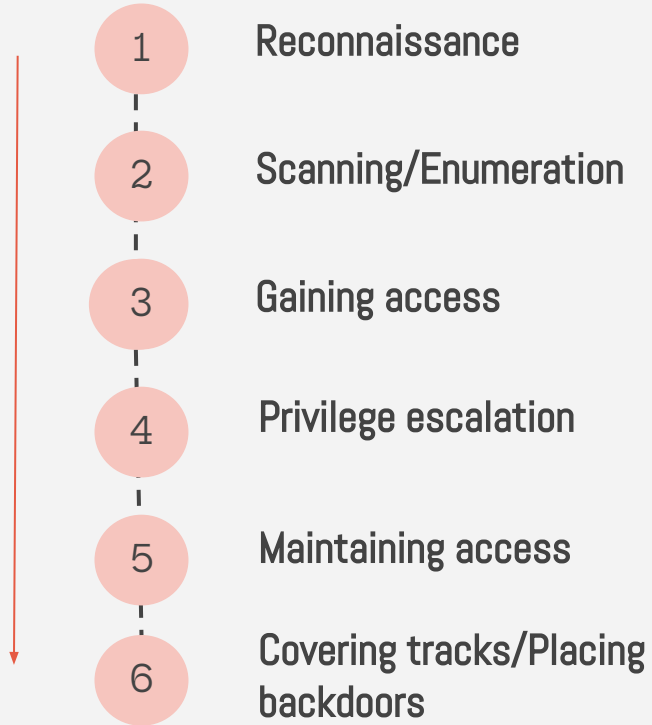 1 Reconnaissance
2 Scanning/Enumeration
3 Gaining access
4 Privilege escalation
5 Maintaining access
6 Covering tracks/Placing
backdoors